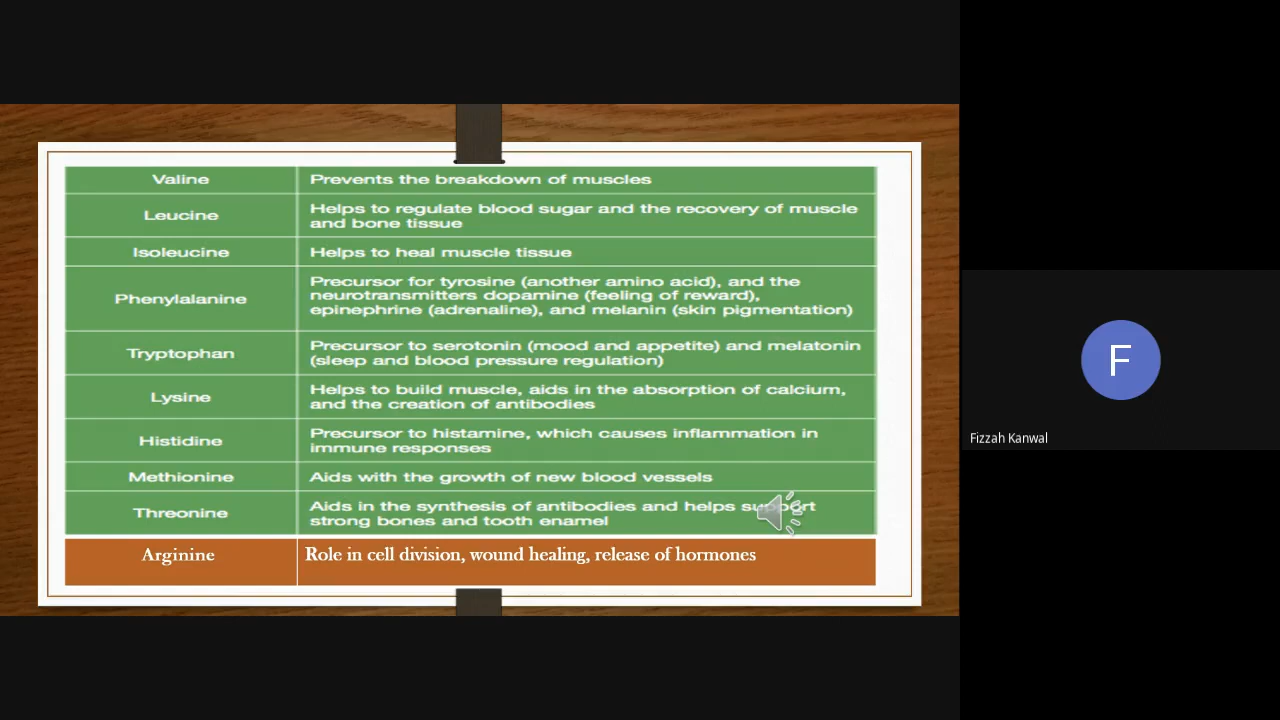 Valine
Prevents the breakdown of muscles
Leucine
Helps to regulate blood sugar and the recovery of muscle
and bone tissue
Isoleucine
Helps to heal muscle tissue
Phenylalanine
Precursor for tyrosine (another amino acid), and the
neurotransmitters dopamine (feeling of reward),
epinephrine (adrenaline), and melanin (skin pigmentation)
Tryptophan
Precursor to serotonin (mood and appetite) and melatonin
(sleep and blood pressure regulation)
Lysine
Helps to build muscle, aids in the absorption of calcium,
and the creation of antibodies
Histidine
Precursor to histamine, which causes inflammation in
immune responses
Methionine
Aids with the growth of new blood vessels
Threonine
Aids in the synthesis of antibodies and helps support
strong bones and tooth enamel
Arginine
Role in cell division, wound healing, release of hormones
F
Fizzah Kanwal